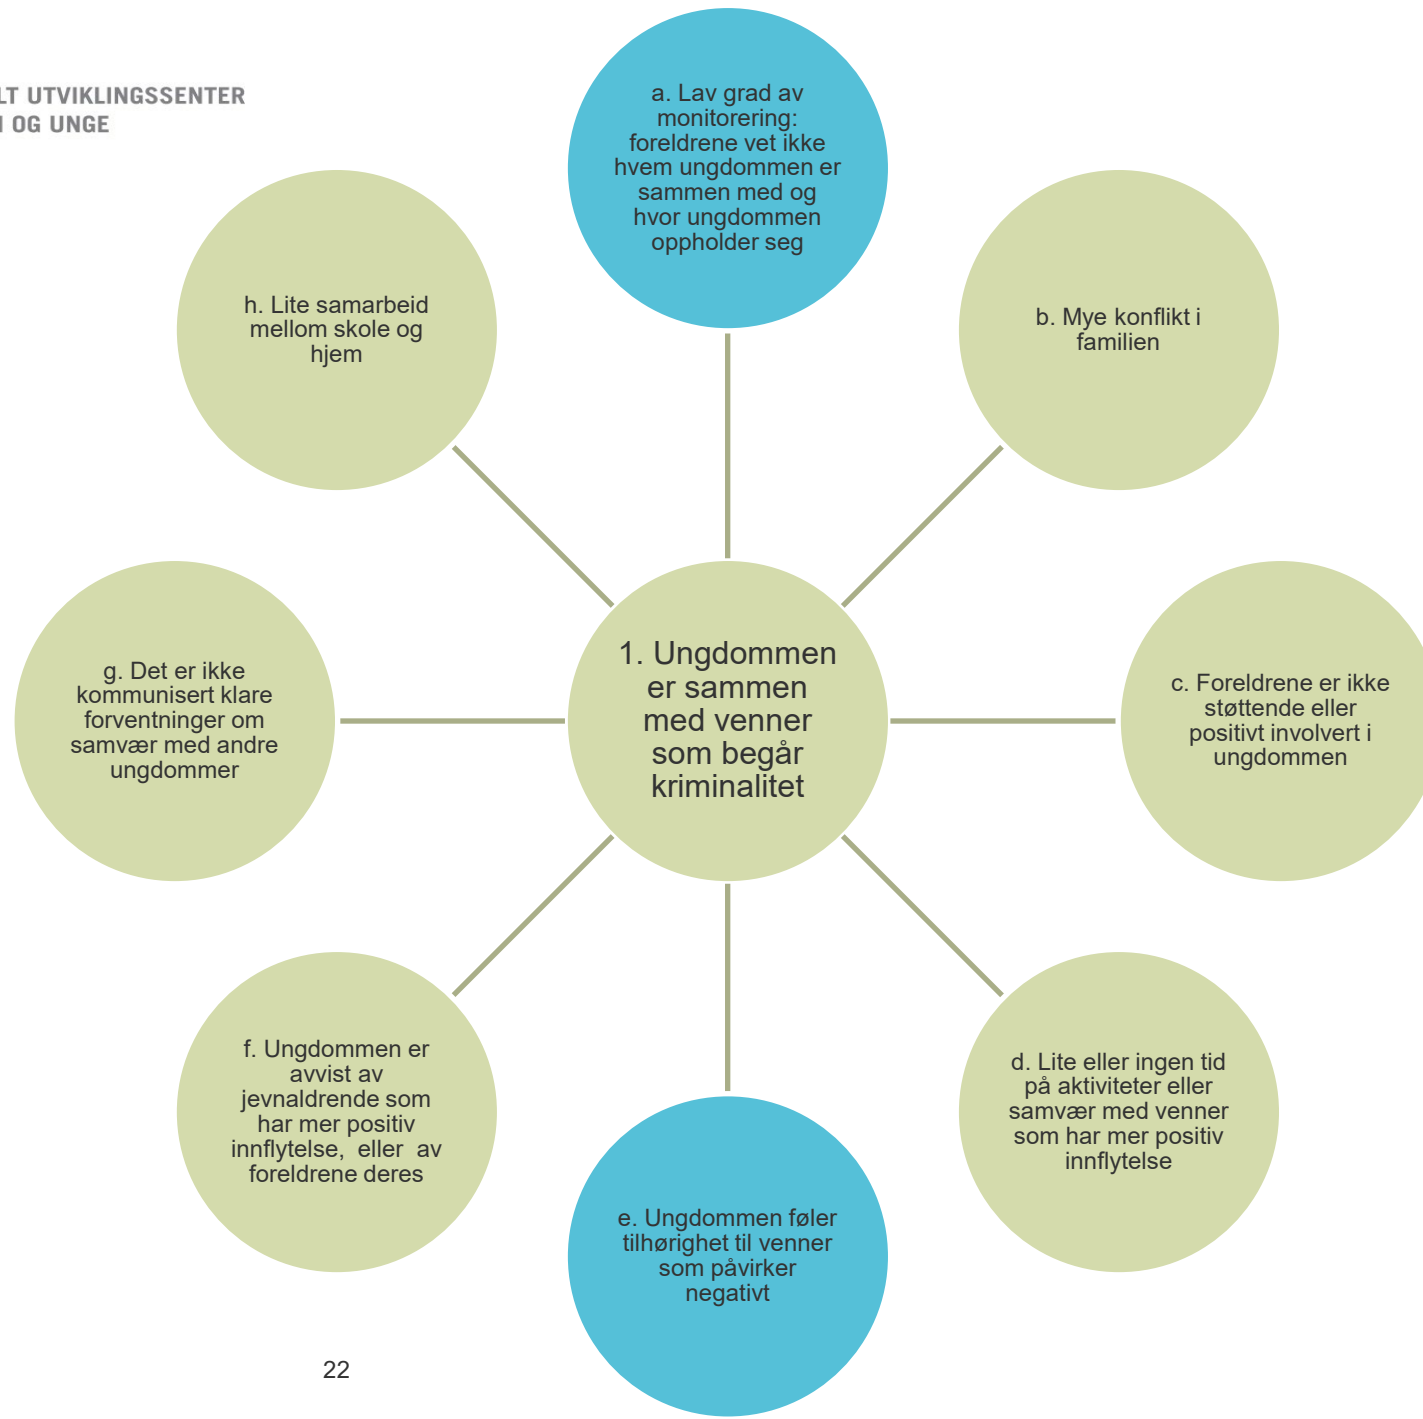 UTVIKLINGSSENTER
OG UNGE
a. Lav grad av
monitorering:
foreldrene vet ikke
hvem ungdommen er
sammen med og
hvor ungdommen
oppholder seg
b. Mye konflikt i
familien
c. Foreldrene er ikke
støttende eller
positivt involvert i
ungdommen
d. Lite eller ingen tid
på aktiviteter eller
samvær med venner
som har mer positiv
innflytelse
e. Ungdommen føler
tilhørighet til venner
som påvirker
negativt
f. Ungdommen er
avvist av
jevnaldrende som
har mer positiv
innflytelse, eller av
foreldrene deres
g. Det er ikke
kommunisert klare
forventninger om
samvær med andre
ungdommer
h. Lite samarbeid
mellom skole og
hjem
1. Ungdommen
er sammen
med venner
som begår
kriminalitet
22